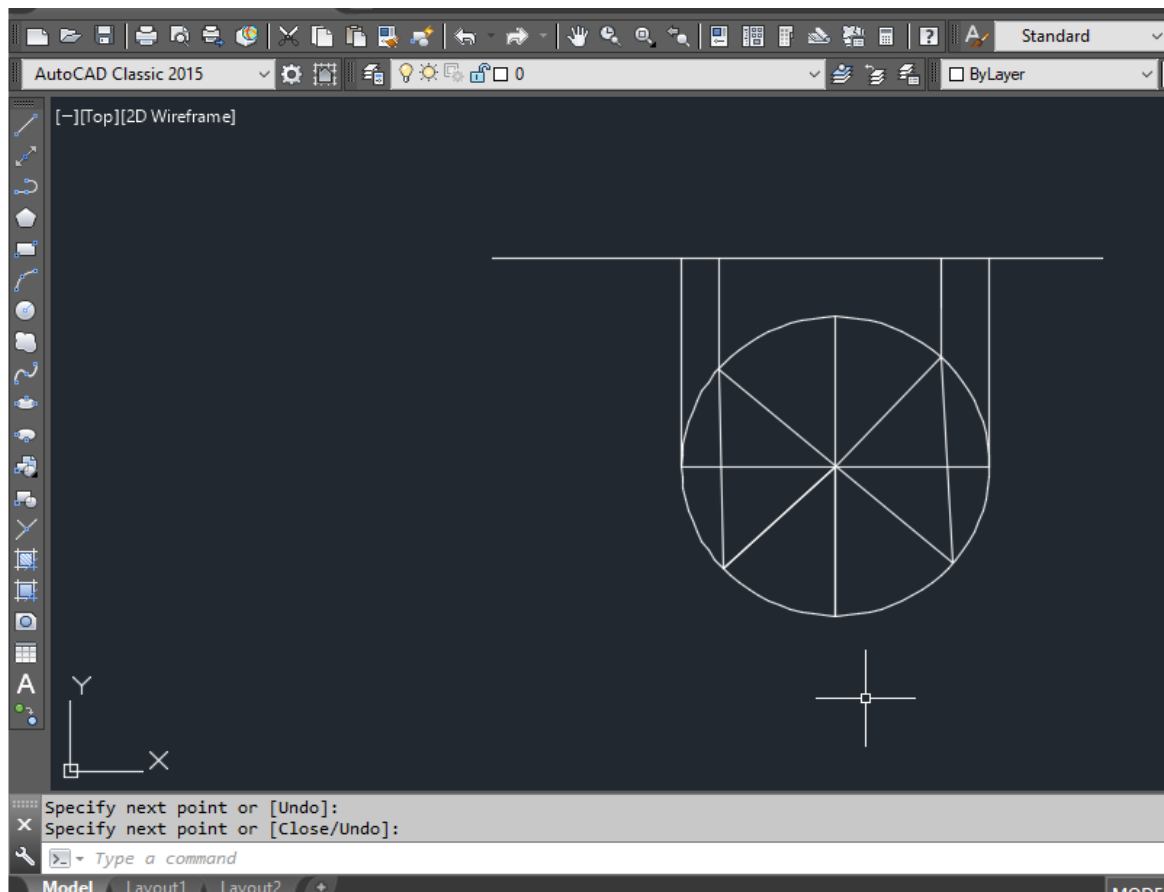 Standard
AutoCAD Classic 2015
0
ByLayer
[−][Top][2D Wireframe]
A
Y
X
Specify next point or [Undo]:
Specify next point or [Close/Undo]:
Type a command
Model Layout1 Layout2 +